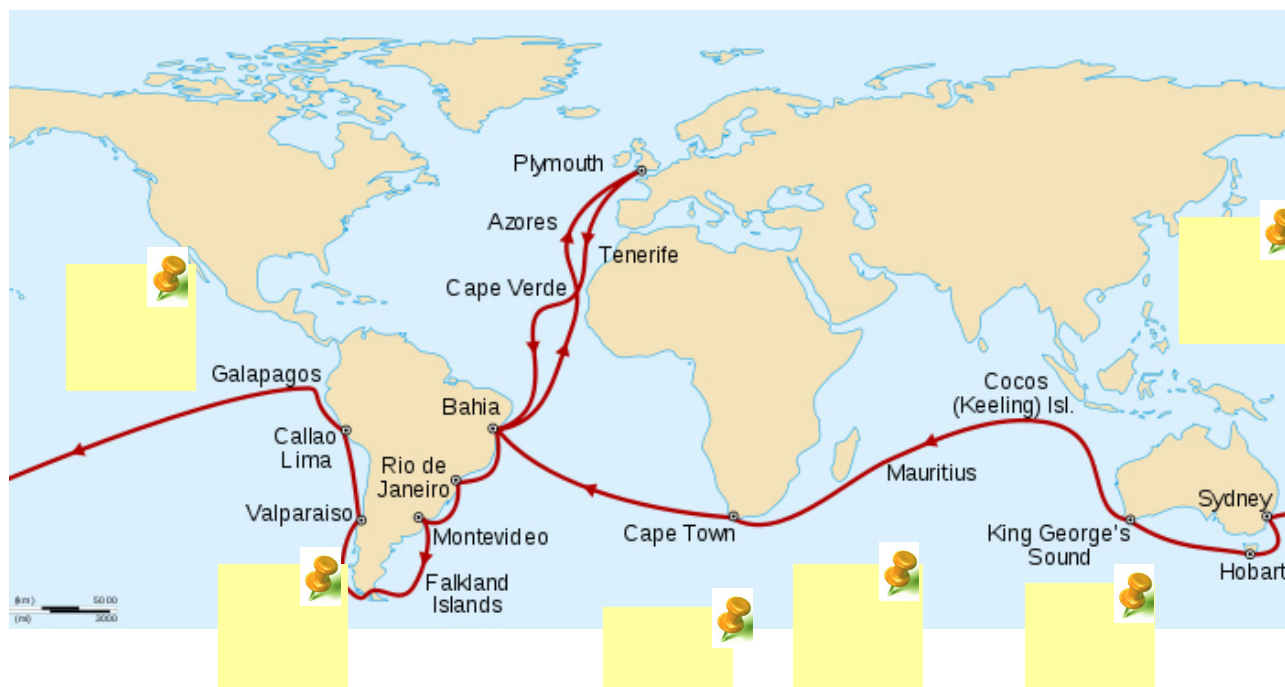 Plymouth
Azores
Tenerife
Cape Verde
Galapagos
Cocos
(Keeling) Isl.
Bahia
Callao
Lima
Rio de
Janeiro
Mauritius
Valparaiso
Sydney
Cape Town
King George's
Sound
Montevideo
Hobart
Falkland
Islands
(km) 5000
(mi) 3000